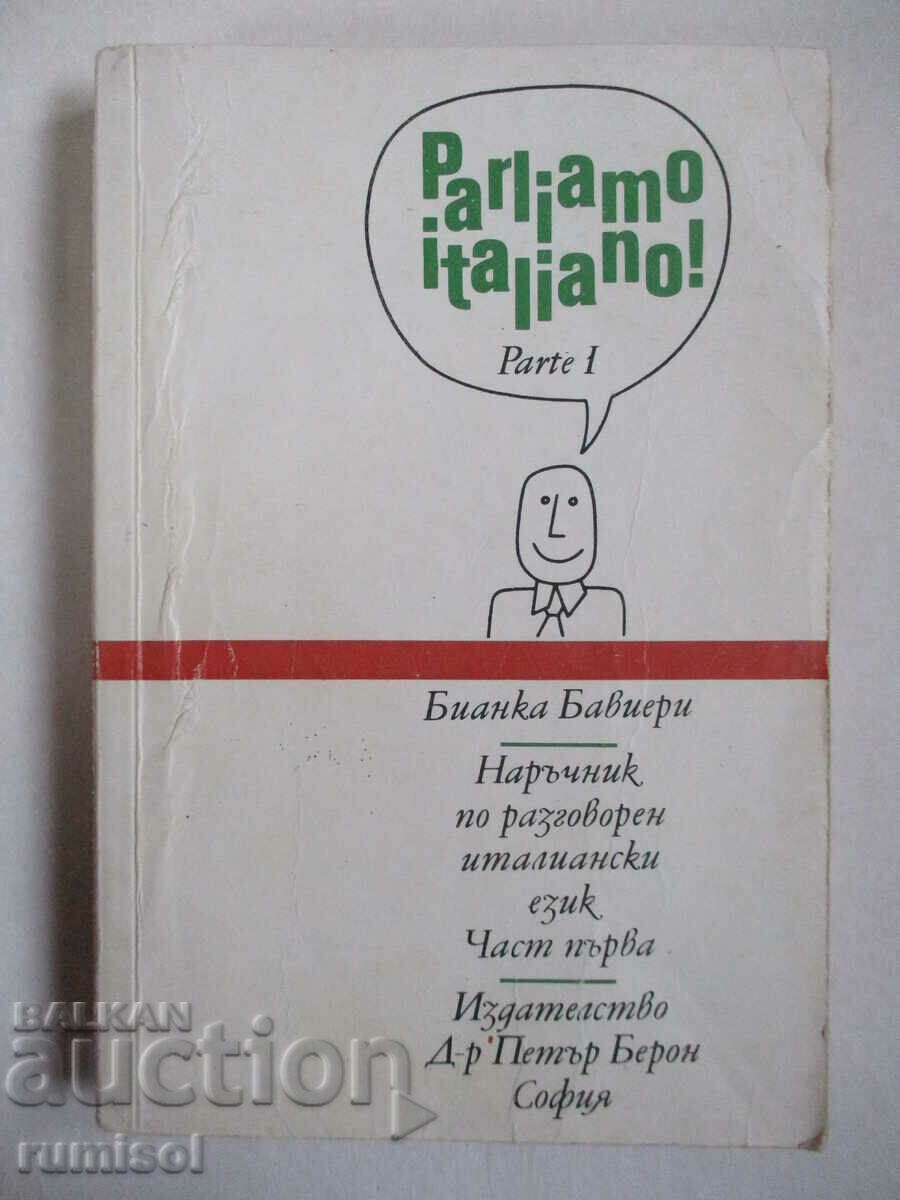 Parliamo
italiano!
Parte I
Бианка Бавиери
Наръчник
по разговорен
италиански
език
Част първа
Издателство
Д-р Петър Берон
София
BALKAN
auction
rumisol